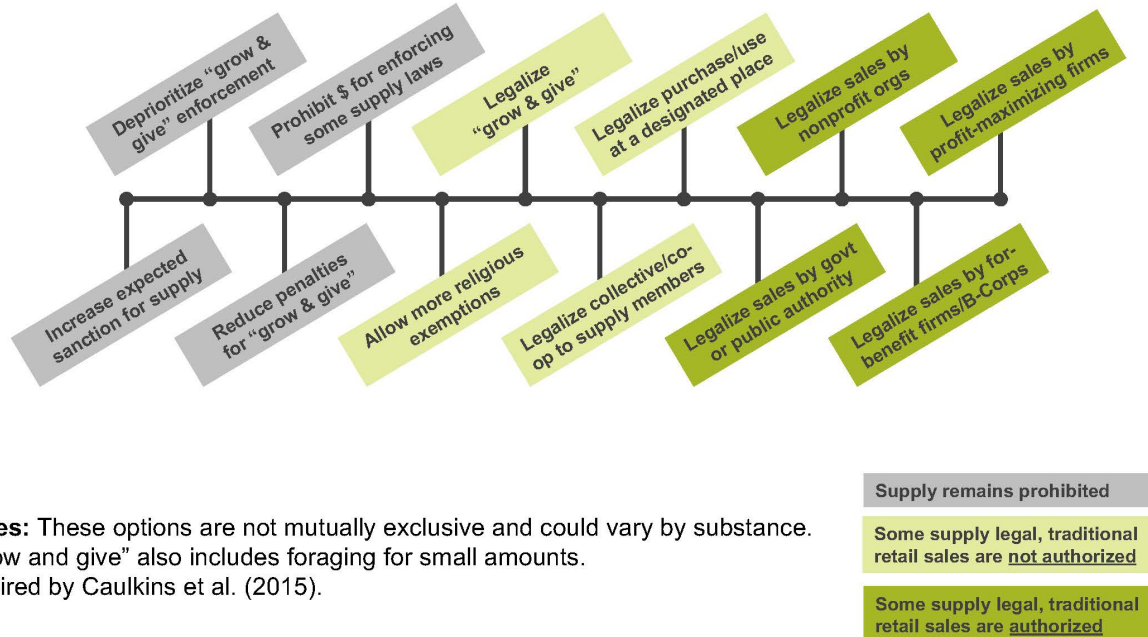 Deprioritize “grow &
give” enforcement
Prohibit $ for enforcing
some supply laws
Legalize
“grow & give”
Legalize purchase/use
at a designated place
Legalize sales by
nonprofit orgs
Legalize sales by
profit-maximizing firms
Increase expected
sanction for supply
Reduce penalties
for “grow & give”
Allow more religious
exemptions
Legalize collective/co-
op to supply members
Legalize sales by govt
or public authority
Legalize sales by for-
benefit firms/B-Corps
Supply remains prohibited
Some supply legal, traditional
retail sales are not authorized
Some supply legal, traditional
retail sales are authorized
es: These options are not mutually exclusive and could vary by substance.
ow and give” also includes foraging for small amounts.
ired by Caulkins et al. (2015).